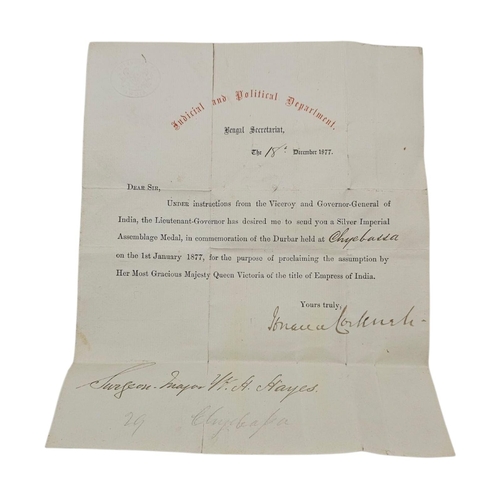 Judicial and Political Department,
Bengal Secretariat,
The 18th December 1877.
DEAR SIR,
UNDER instructions from the Viceroy and Governor-General of
India, the Lieutenant-Governor has desired me to send you a Silver Imperial
Assemblage Medal, in commemoration of the Durbar held at Chyebassa
on the 1st January 1877, for the purpose of proclaiming the assumption by
Her Most Gracious Majesty Queen Victoria of the title of Empress of India.
Yours truly,
Surgeon-Major W. H. Hayes.
29 Chyebassa